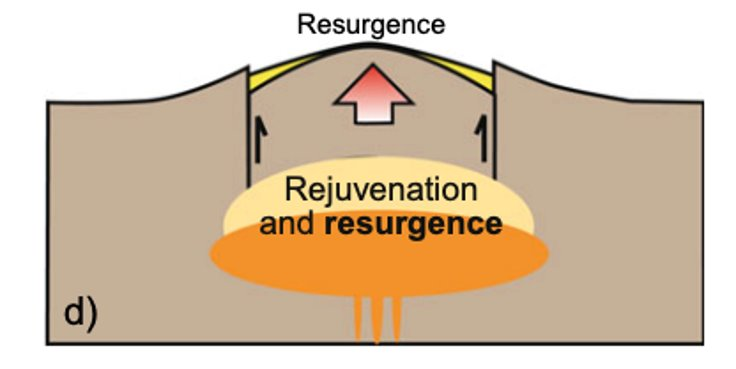 Resurgence
Rejuvenation
and resurgence
d)